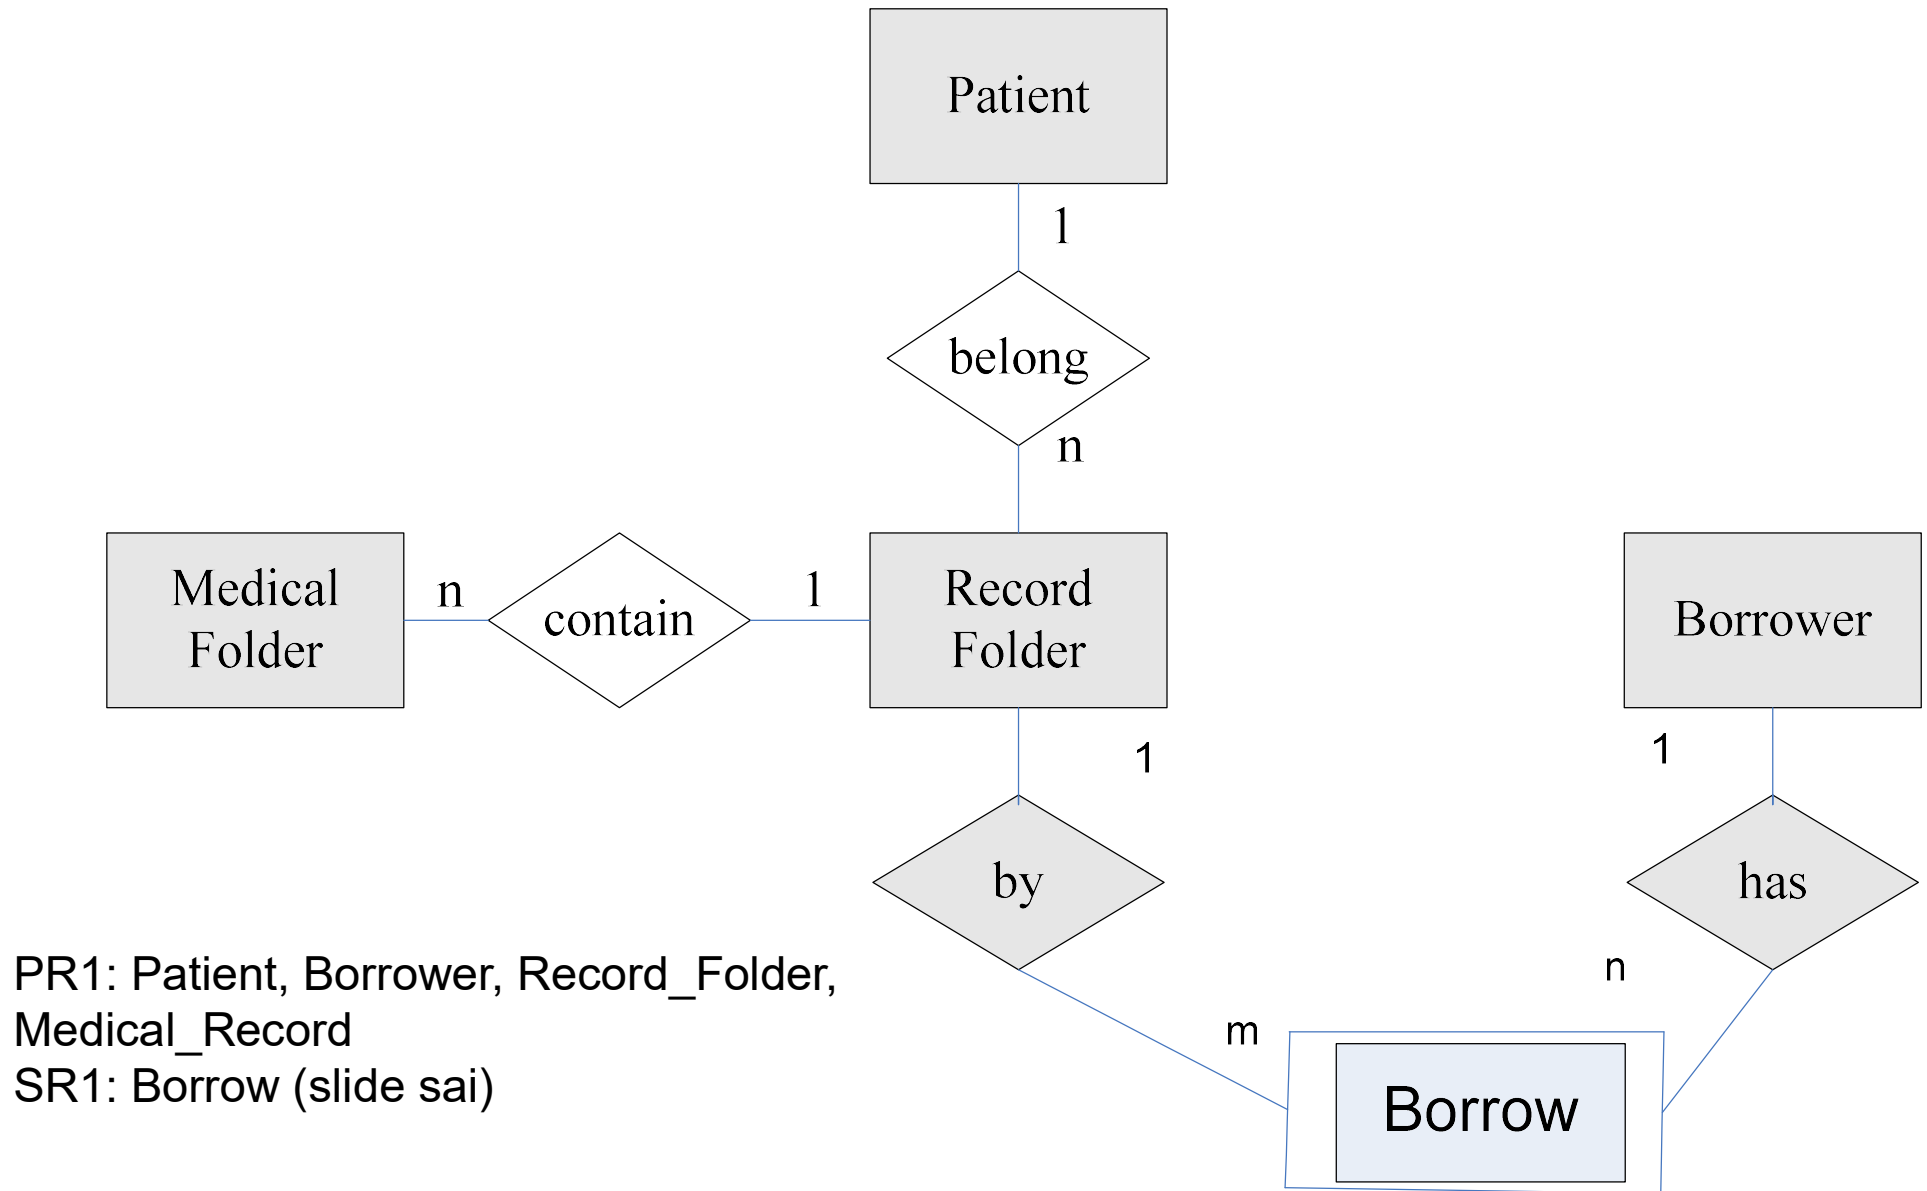 Patient
1
belong
n
Medical
Folder
n
contain
1
Record
Folder
Borrower
1
1
by
has
PR1: Patient, Borrower, Record_Folder,
Medical_Record
SR1: Borrow (slide sai)
n
m
Borrow